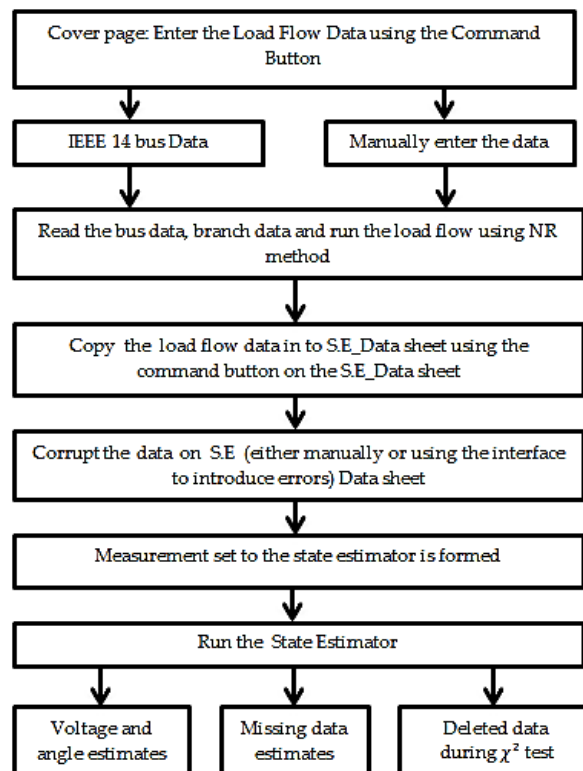 Cover page: Enter the Load Flow Data using the Command
Button
IEEE 14 bus Data
Manually enter the data
Read the bus data, branch data and run the load flow using NR
method
Copy the load flow data in to S.E_Data sheet using the
command button on the S.E_Data sheet
Corrupt the data on S.E (either manually or using the interface
to introduce errors) Data sheet
Measurement set to the state estimator is formed
Run the State Estimator
Voltage and
angle estimates
Missing data
estimates
Deleted data
during χ² test